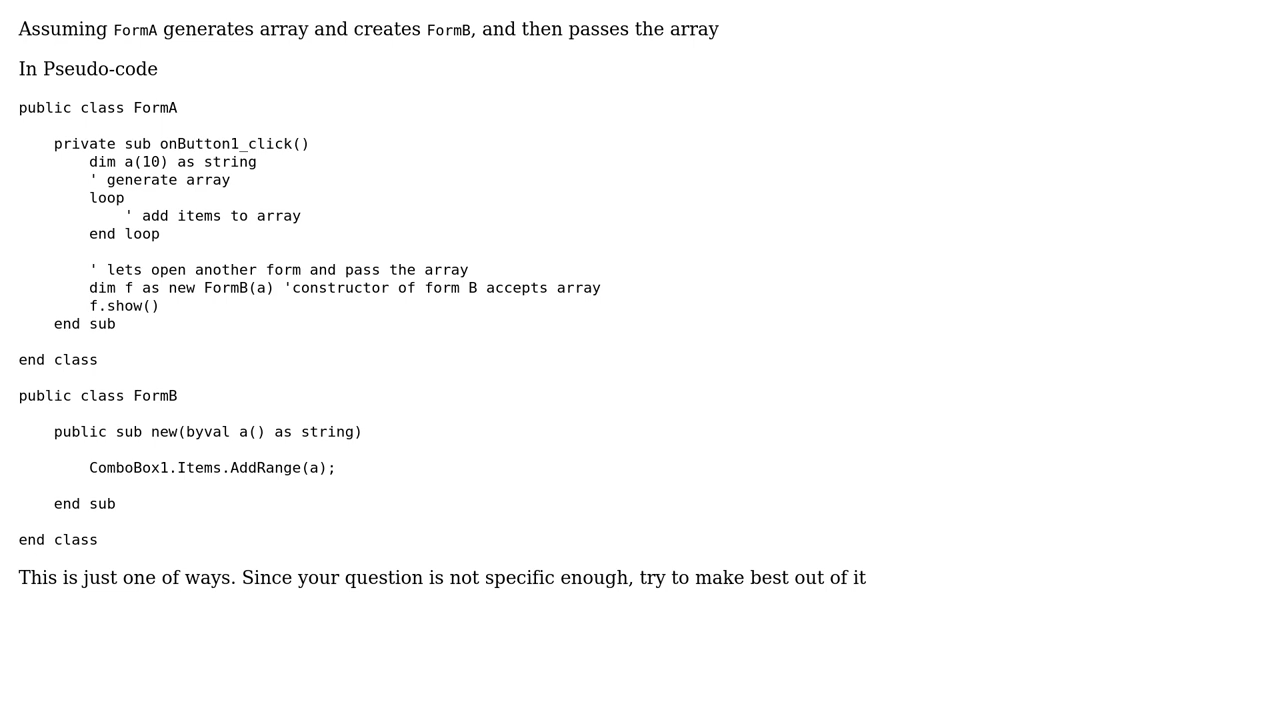 Assuming FormA generates array and creates FormB, and then passes the array
In Pseudo-code
public class FormA
    private sub onButton1_click()
        dim a(10) as string
        ' generate array
        loop
            ' add items to array
        end loop
        ' lets open another form and pass the array
        dim f as new FormB(a) 'constructor of form B accepts array
        f.show()
    end sub
end class
public class FormB
    public sub new(byval a() as string)
        ComboBox1.Items.AddRange(a);
    end sub
end class
This is just one of ways. Since your question is not specific enough, try to make best out of it